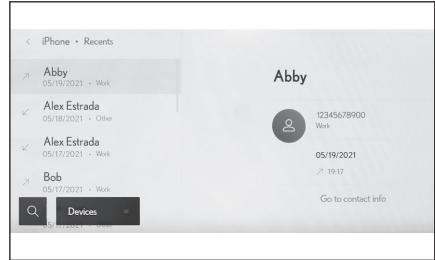 iPhone • Recents
Abby
05/19/2021 • Work
Alex Estrada
05/18/2021 • Other
Alex Estrada
05/17/2021 • Work
Bob
05/17/2021 • Work
Devices
Abby
12345678900
Work
05/19/2021
19:17
Go to contact info